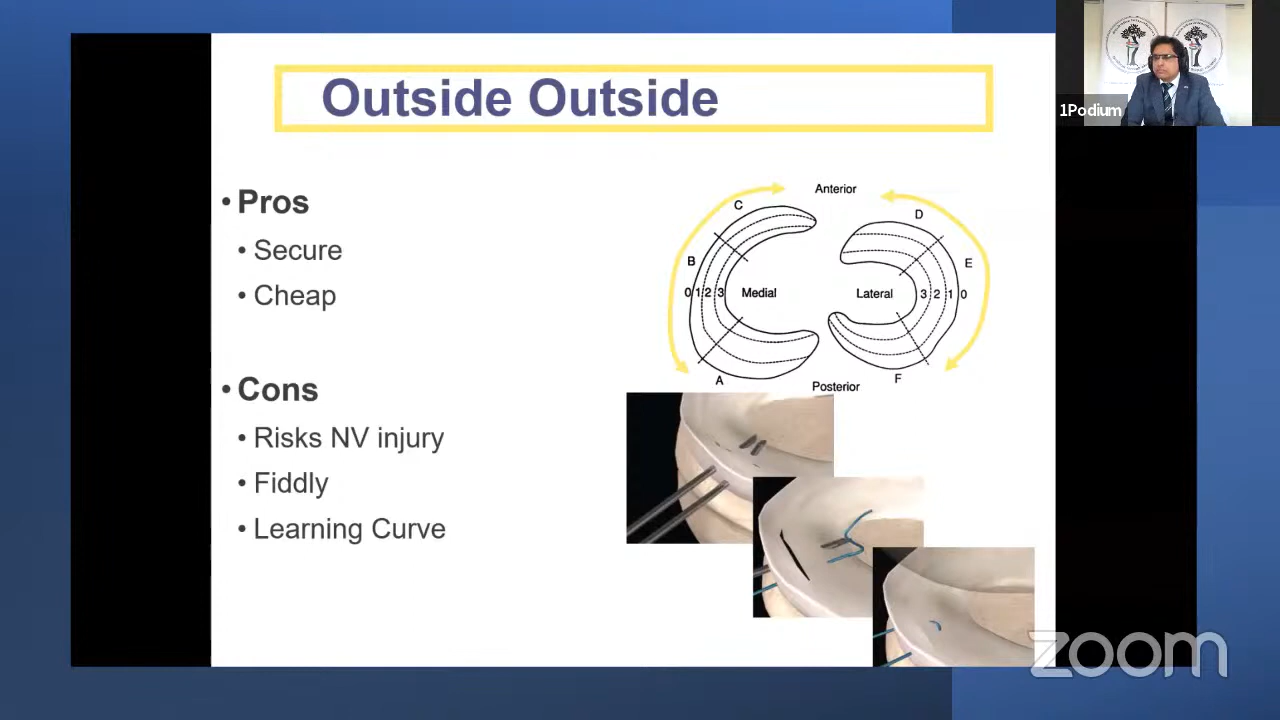 Outside Outside
1Podium
• Pros
• Secure
• Cheap
• Cons
• Risks NV injury
• Fiddly
• Learning Curve
Anterior
C
D
B
E
0 1 2 3
Medial
Lateral
3 2 1 0
A
F
Posterior
zoom